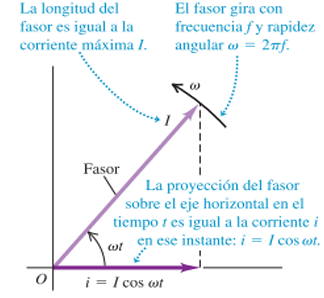 La longitud del
fasor es igual a la
corriente máxima I.
El fasor gira con
frecuencia f y rapidez
angular ω = 2πf.
ω
I
Fasor
La proyección del fasor
sobre el eje horizontal en el
tiempo t es igual a la corriente i
en ese instante: i = I cos ωt.
ωt
O
i = I cos ωt